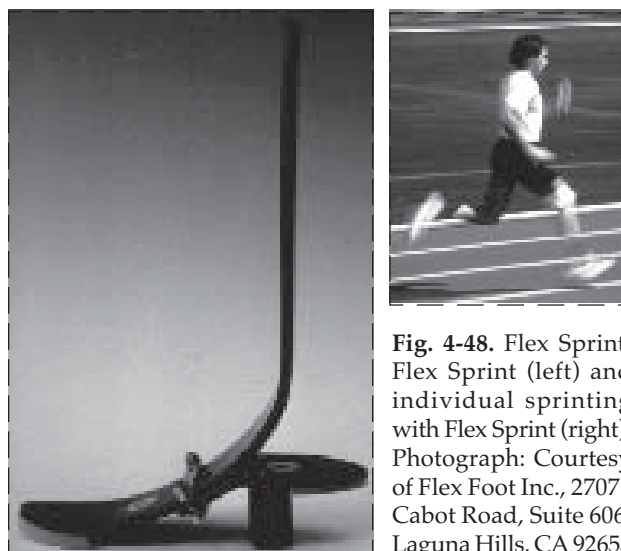 Fig. 4-48. Flex Sprint
Flex Sprint (left) and
individual sprinting
with Flex Sprint (right)
Photograph: Courtesy
of Flex Foot Inc., 2707
Cabot Road, Suite 606
Laguna Hills, CA 9265